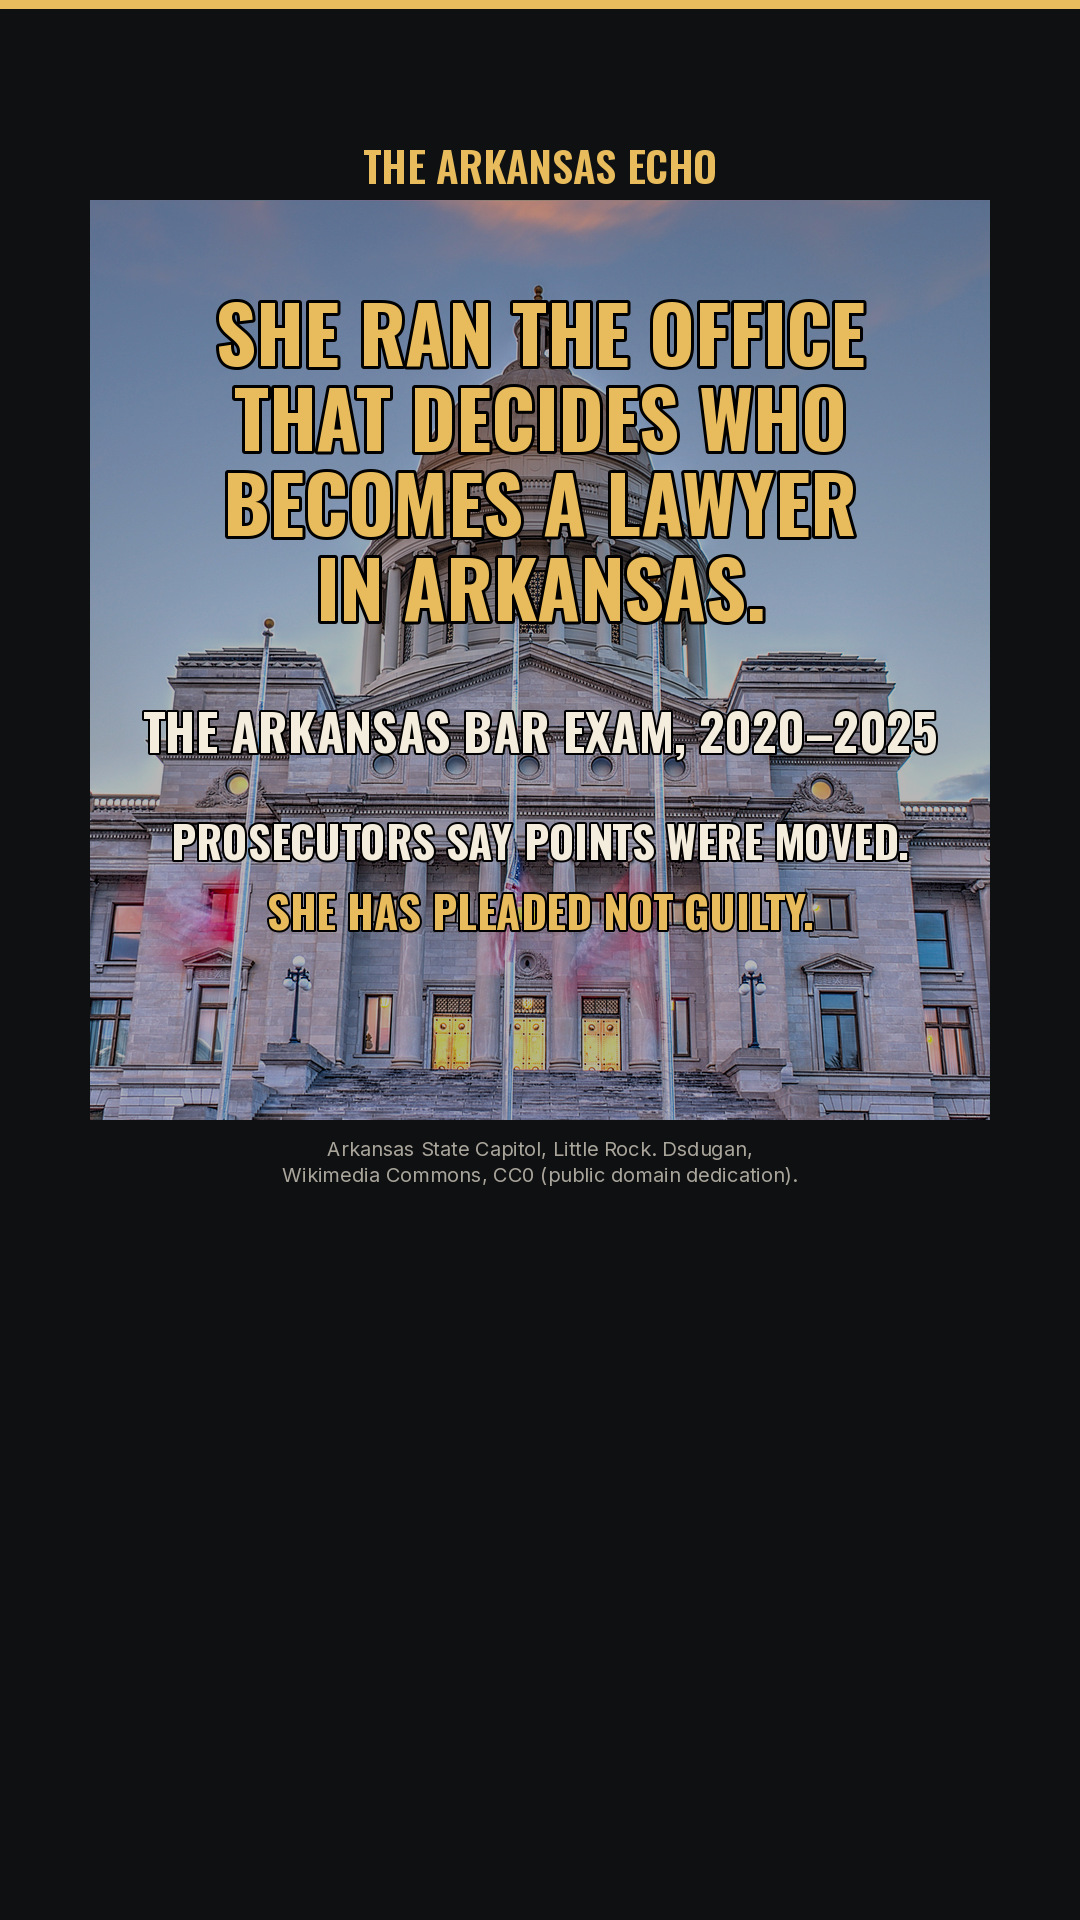 THE ARKANSAS ECHO
SHE RAN THE OFFICE
THAT DECIDES WHO
BECOMES A LAWYER
IN ARKANSAS.
THE ARKANSAS BAR EXAM, 2020–2025
PROSECUTORS SAY POINTS WERE MOVED.
SHE HAS PLEADED NOT GUILTY.
Arkansas State Capitol, Little Rock. Dsdugan,
Wikimedia Commons, CC0 (public domain dedication).